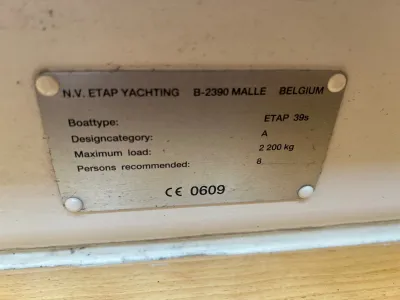 N.V. ETAP YACHTING B-2390 MALLE BELGIUM
Boattype: ETAP 39s
Designcategory: A
Maximum load: 2 200 kg
Persons recommended: 8
CE 0609